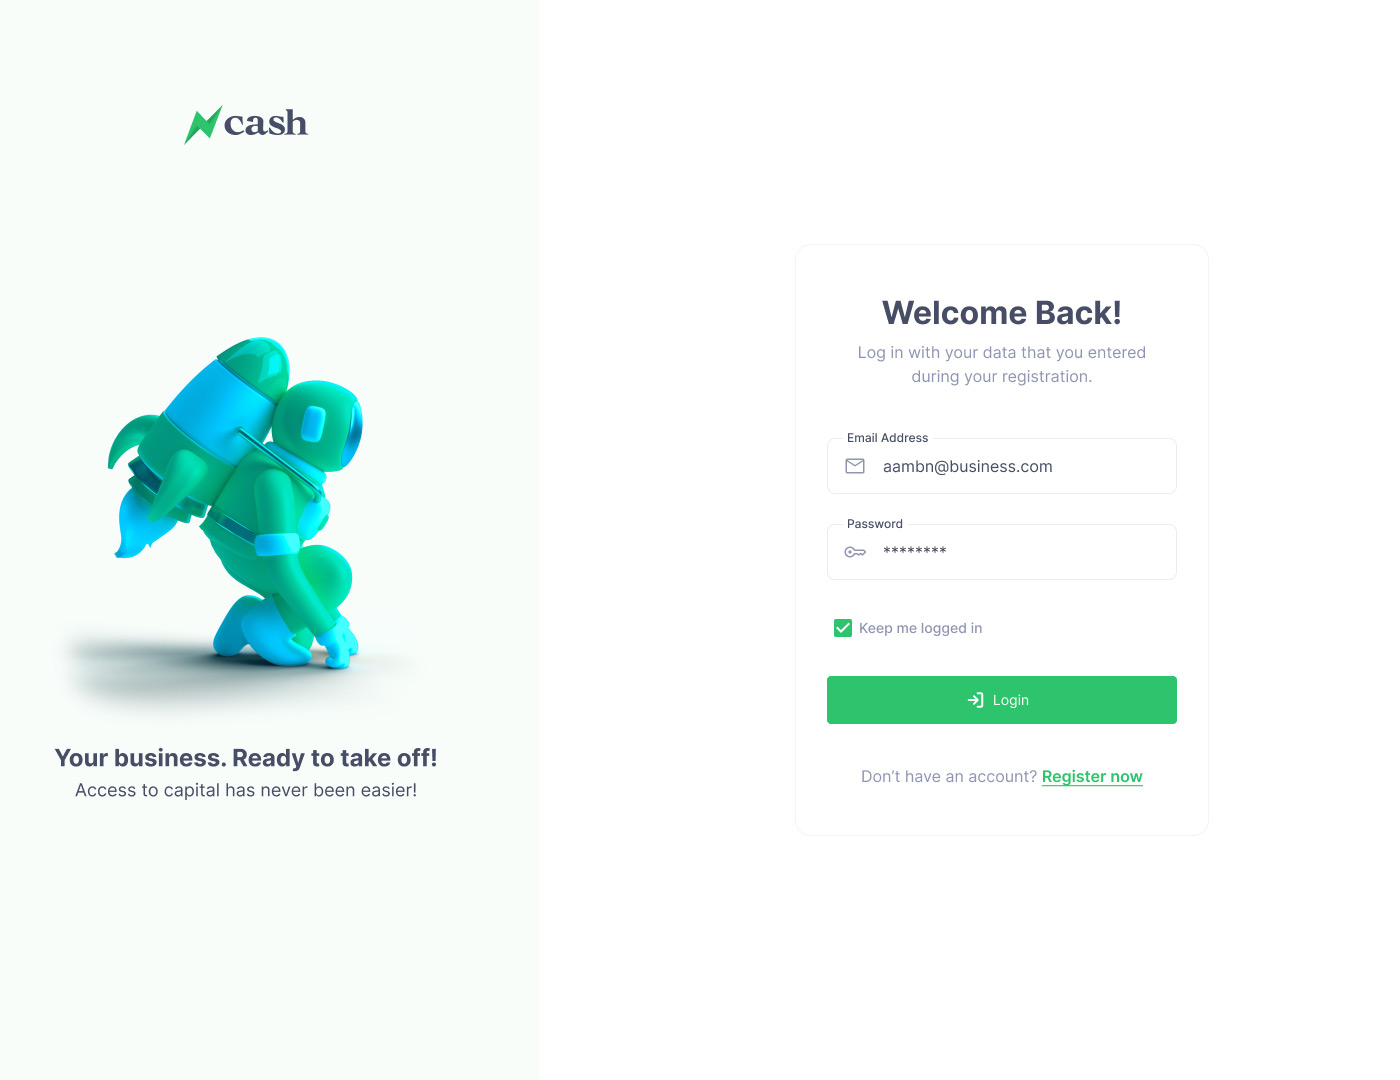 cash
Your business. Ready to take off!
Access to capital has never been easier!
Welcome Back!
Log in with your data that you entered
during your registration.
Email Address
aambn@business.com
Password
********
Keep me logged in
Login
Don’t have an account? Register now